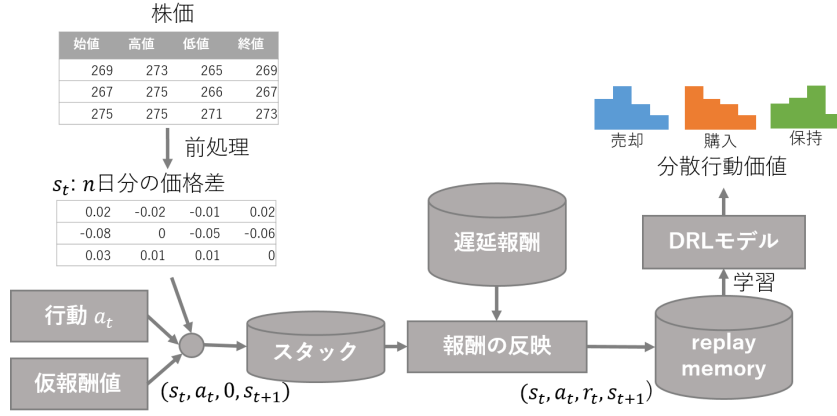 株価
始値 高値 低値 終値
269 273 265 269
267 275 266 267
275 275 271 273
前処理
s_t: n日分の価格差
0.02 -0.02 -0.01 0.02
-0.08 0 -0.05 -0.06
0.03 0.01 0.01 0
行動 a_t
仮報酬値
(s_t, a_t, 0, s_{t+1})
スタック
遅延報酬
報酬の反映
(s_t, a_t, r_t, s_{t+1})
replay
memory
学習
DRLモデル
分散行動価値
売却 購入 保持